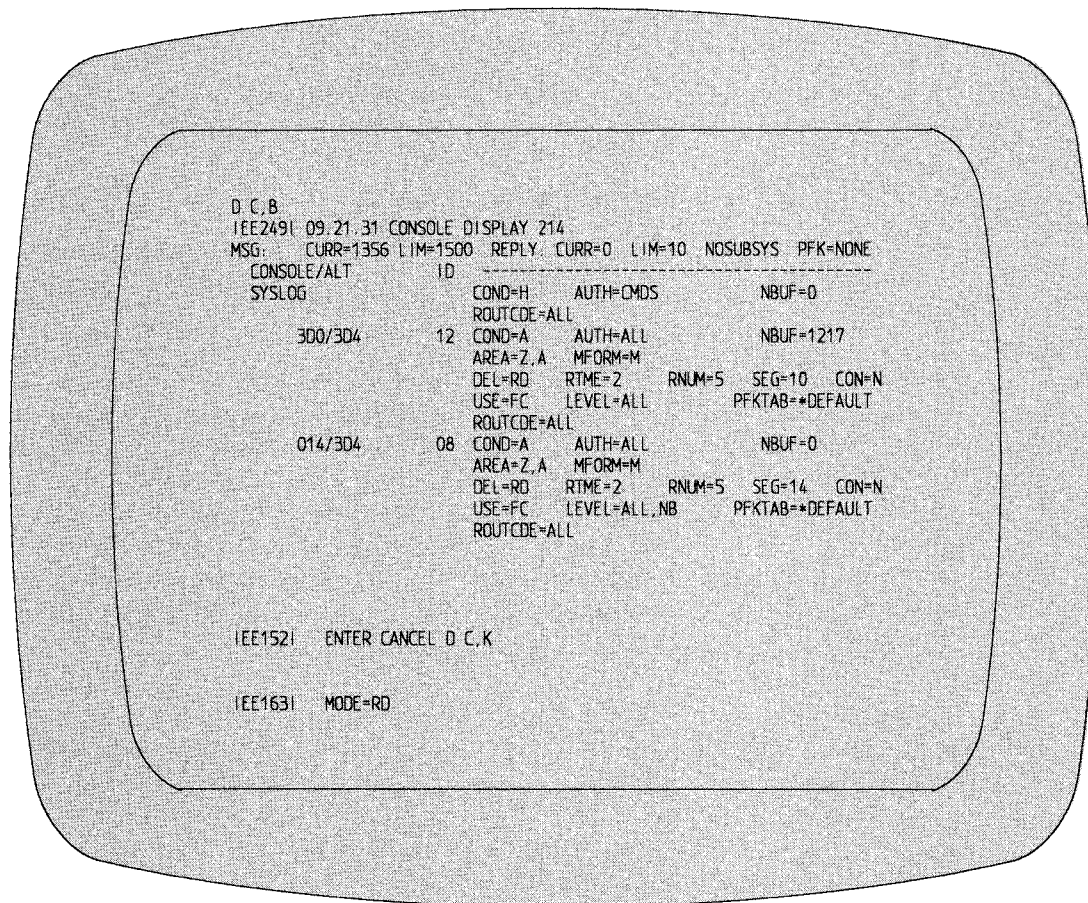 D C,B
IEE249I 09.21.31 CONSOLE DISPLAY 214
MSG: CURR=1356 LIM=1500 REPLY: CURR=0 LIM=10 NOSUBSYS PFK=NONE
CONSOLE/ALT ID ----------------------------------------
SYSLOG COND=H AUTH=CMDS NBUF=0
ROUTCDE=ALL
3D0/3D4 12 COND=A AUTH=ALL NBUF=1217
AREA=Z,A MFORM=M
DEL=RD RTME=2 RNUM=5 SEG=10 CON=N
USE=FC LEVEL=ALL PFKTAB=*DEFAULT
ROUTCDE=ALL
014/3D4 08 COND=A AUTH=ALL NBUF=0
AREA=Z,A MFORM=M
DEL=RD RTME=2 RNUM=5 SEG=14 CON=N
USE=FC LEVEL=ALL,NB PFKTAB=*DEFAULT
ROUTCDE=ALL
IEE152I ENTER CANCEL D C,K
IEE163I MODE=RD